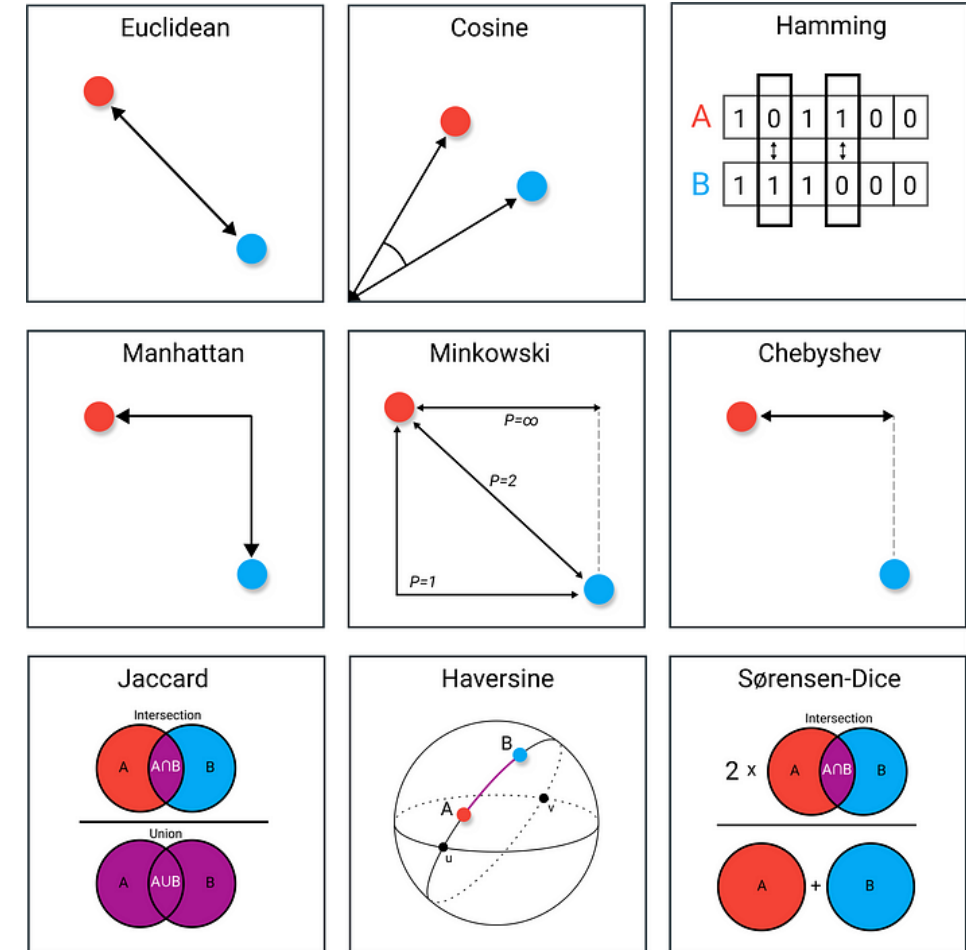 Euclidean
Cosine
Hamming
A 1 0 1 1 0 0
B 1 1 1 0 0 0
Manhattan
Minkowski
P=∞
P=2
P=1
Chebyshev
Jaccard
Intersection
A A∩B B
Union
A A∪B B
Haversine
B
A
v
u
Sørensen-Dice
Intersection
2 x A A∩B B
A + B